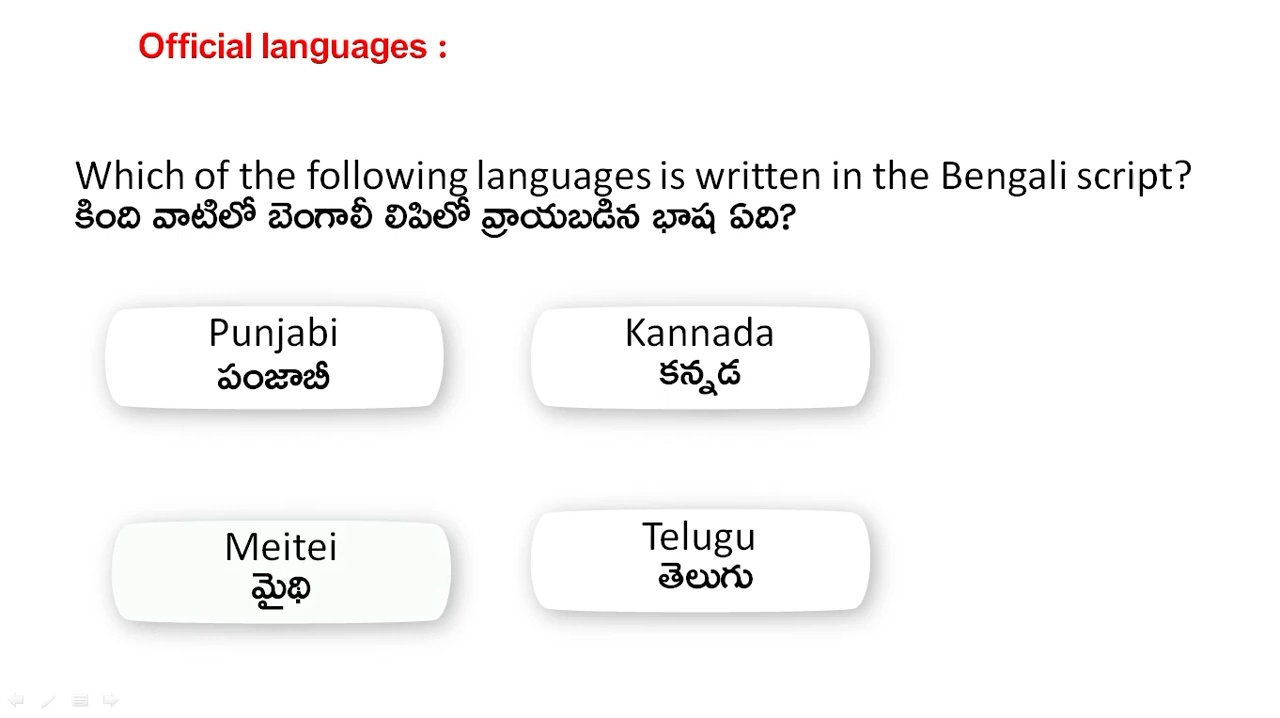 Official languages :
Which of the following languages is written in the Bengali script?
కింది వాటిలో బెంగాలీ లిపిలో వ్రాయబడిన భాష ఏది?
Punjabi
పంజాబీ
Kannada
కన్నడ
Meitei
మైథి
Telugu
తెలుగు